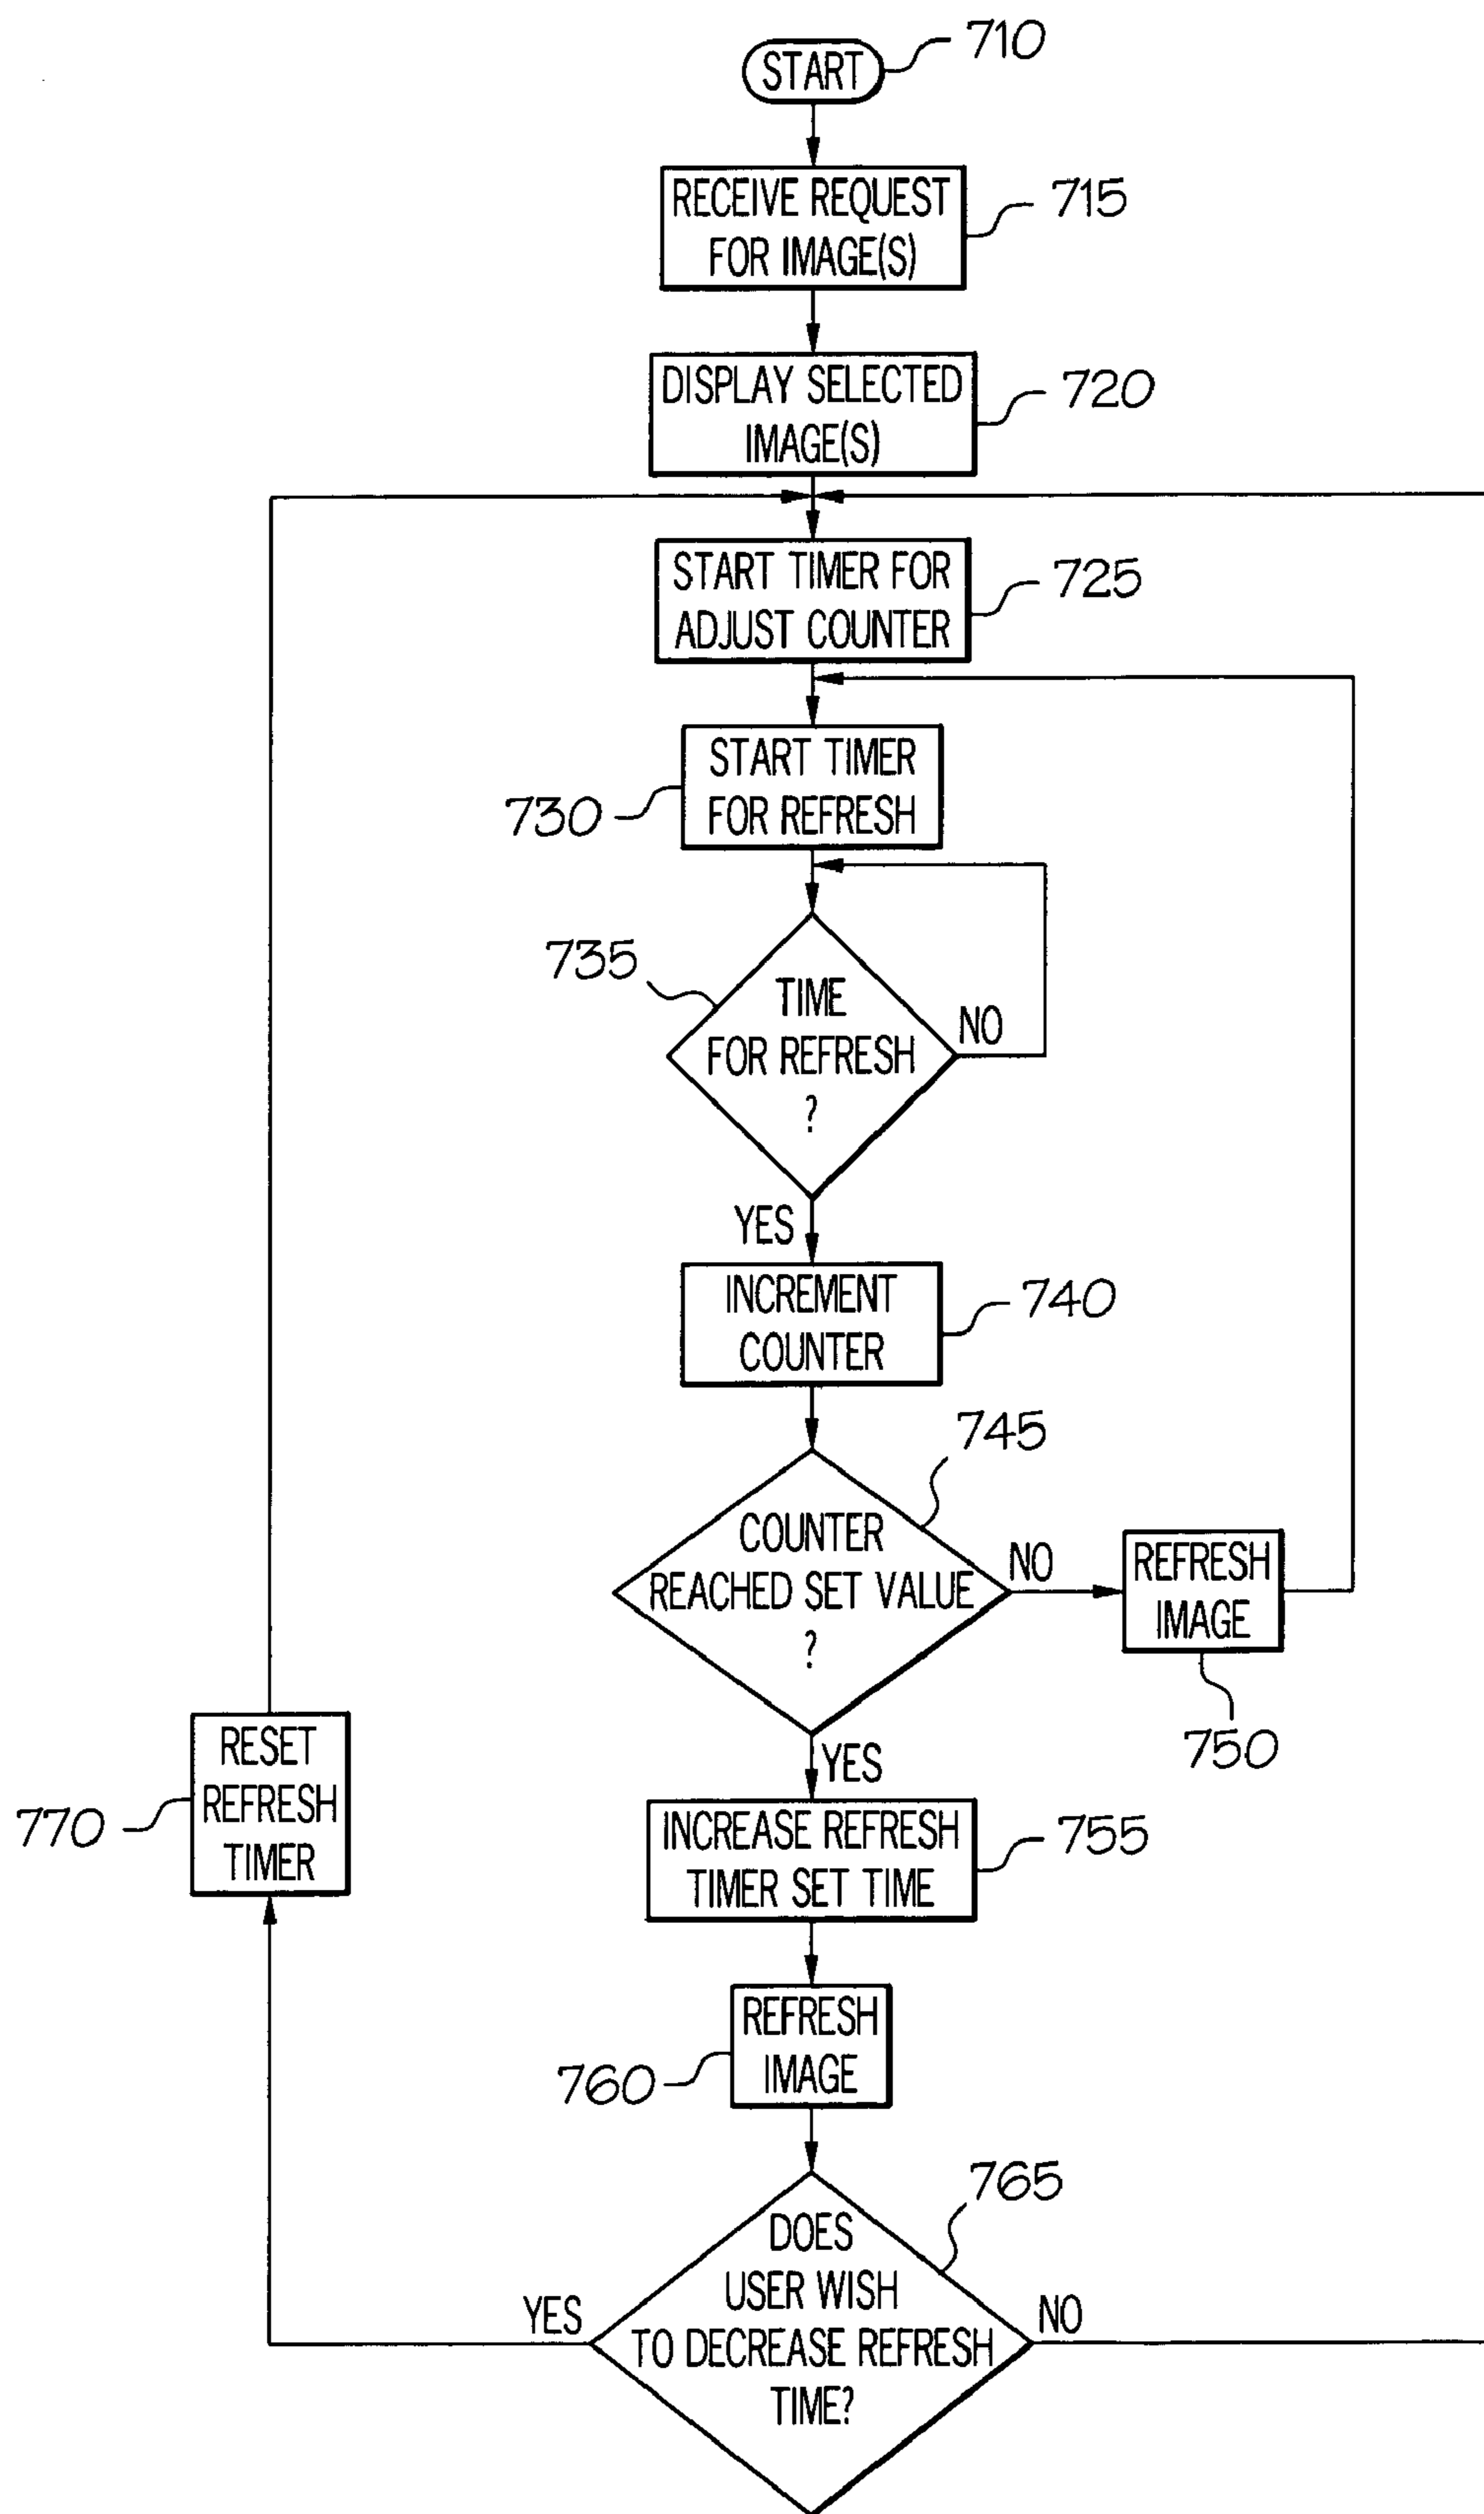 START
710
RECEIVE REQUEST
FOR IMAGE(S)
715
DISPLAY SELECTED
IMAGE(S)
720
START TIMER FOR
ADJUST COUNTER
725
START TIMER
FOR REFRESH
730
735
TIME
FOR REFRESH
?
NO
YES
INCREMENT
COUNTER
740
745
COUNTER
REACHED SET VALUE
?
NO
REFRESH
IMAGE
750
YES
RESET
REFRESH
TIMER
770
INCREASE REFRESH
TIMER SET TIME
755
REFRESH
IMAGE
760
765
DOES
USER WISH
TO DECREASE REFRESH
TIME?
YES
NO